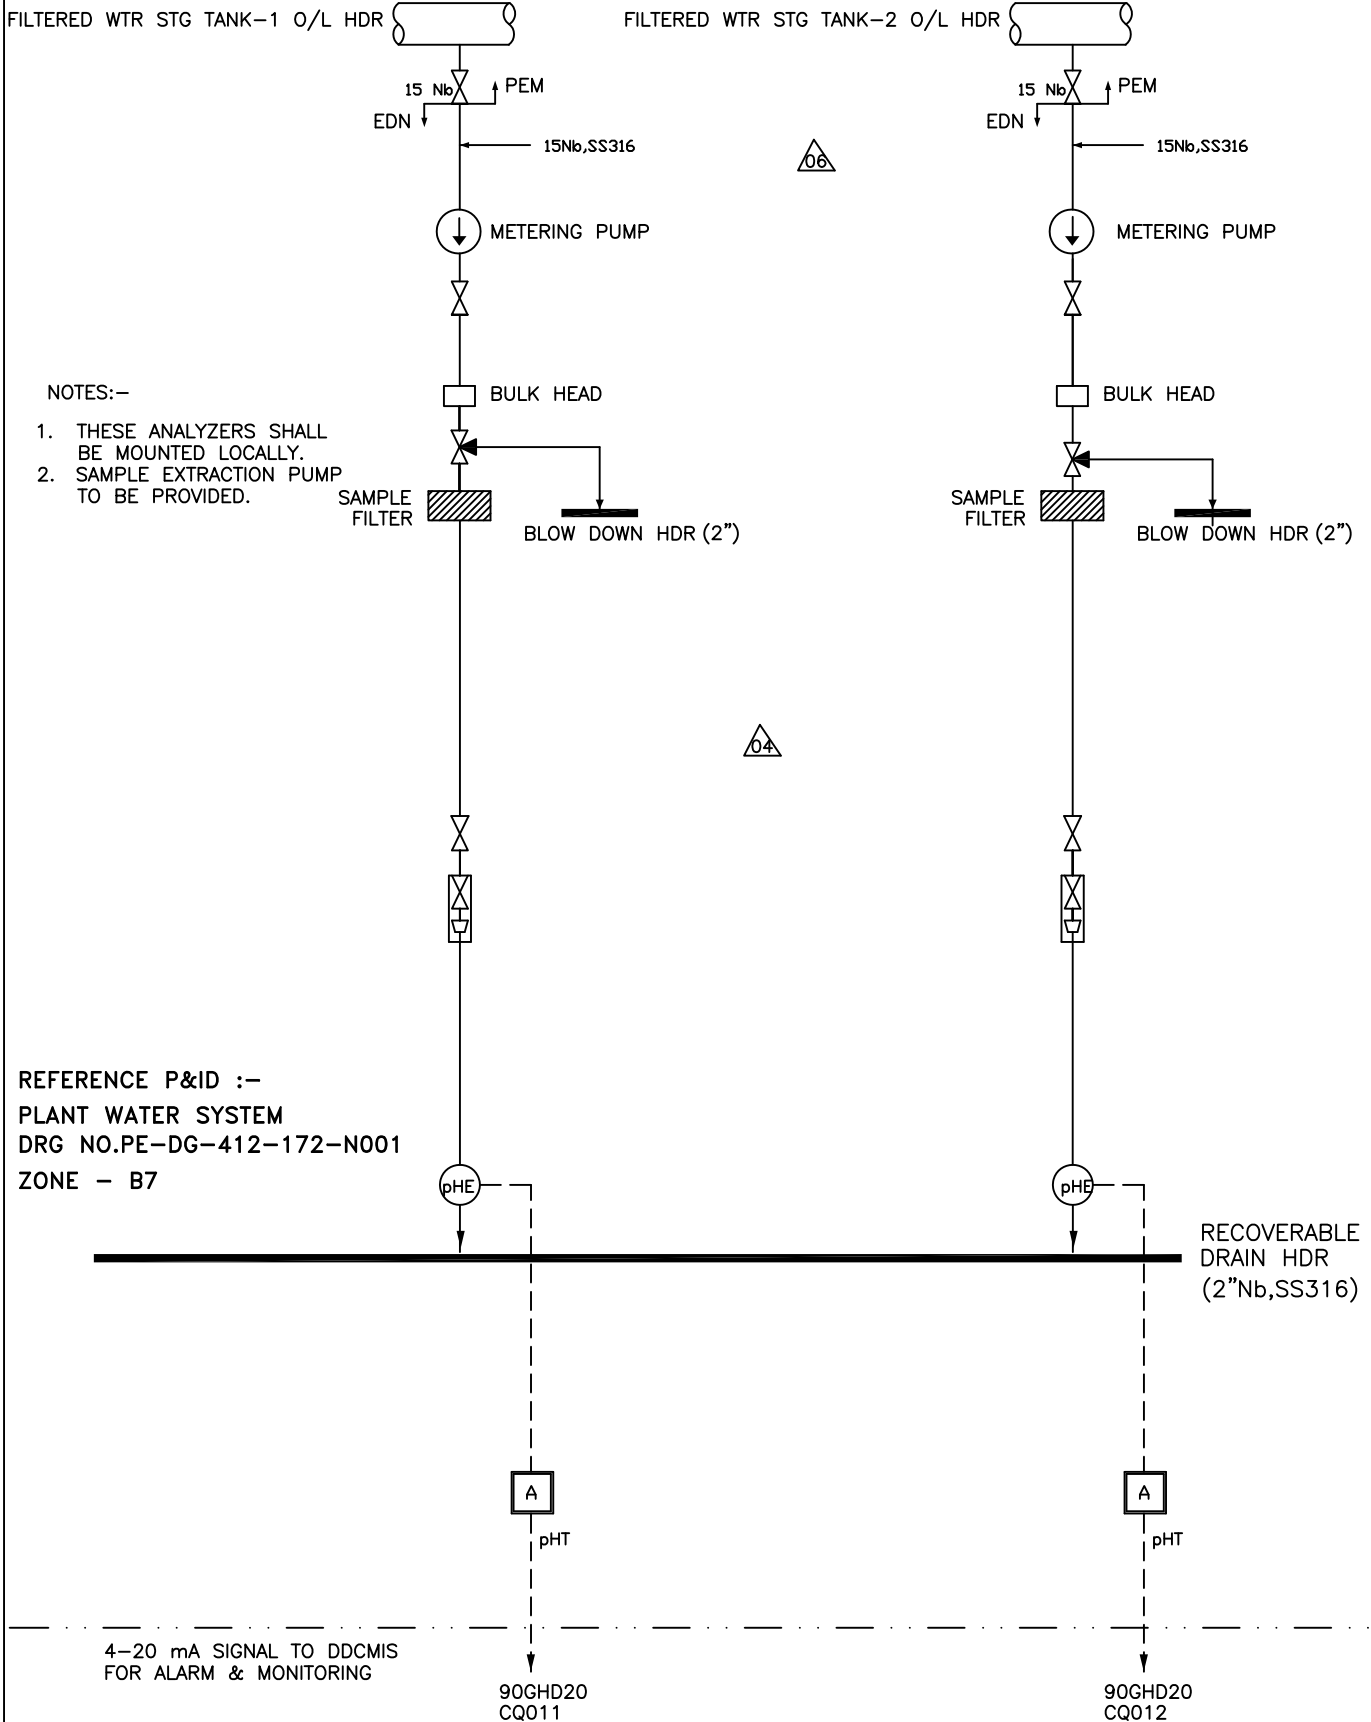 FILTERED WTR STG TANK-1 O/L HDR
FILTERED WTR STG TANK-2 O/L HDR
15 Nb
PEM
EDN
15Nb,SS316
15 Nb
PEM
EDN
15Nb,SS316
06
METERING PUMP
METERING PUMP
NOTES:-
1. THESE ANALYZERS SHALL
BE MOUNTED LOCALLY.
2. SAMPLE EXTRACTION PUMP
TO BE PROVIDED.
BULK HEAD
BULK HEAD
SAMPLE
FILTER
BLOW DOWN HDR (2")
SAMPLE
FILTER
BLOW DOWN HDR (2")
04
REFERENCE P&ID :-
PLANT WATER SYSTEM
DRG NO.PE-DG-412-172-N001
ZONE - B7
pHE
pHE
RECOVERABLE
DRAIN HDR
(2"Nb,SS316)
A
pHT
A
pHT
4-20 mA SIGNAL TO DDCMIS
FOR ALARM & MONITORING
90GHD20
CQ011
90GHD20
CQ012